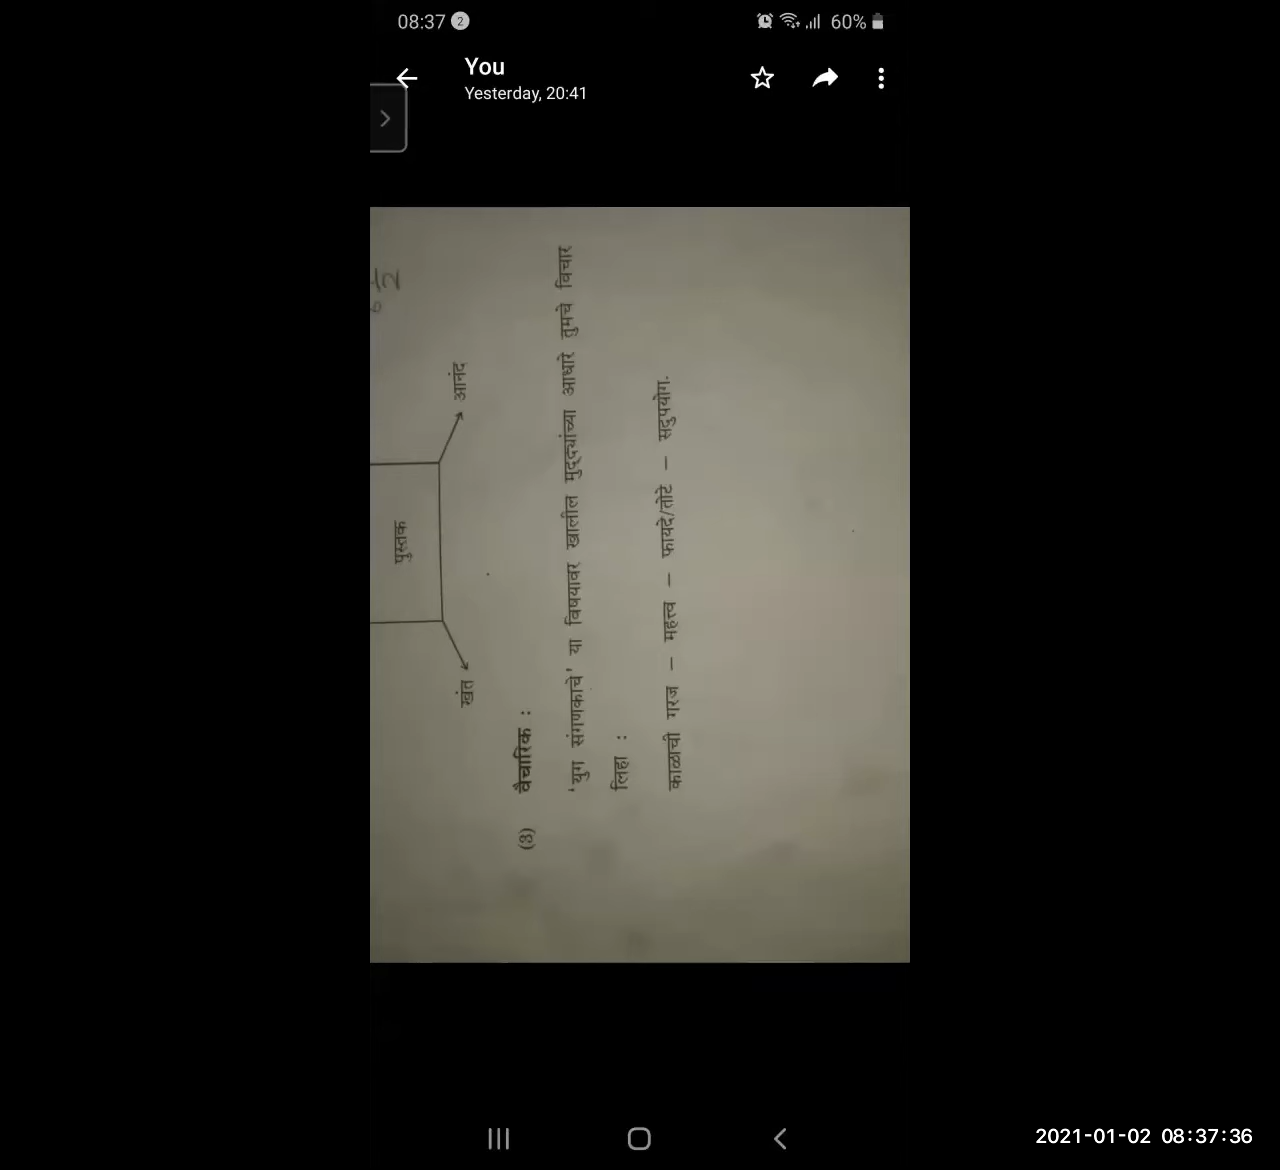 08:37 2
60%
You
Yesterday, 20:41
पुस्तक
खंत
आनंद
(3) वैचारिक :
'युग संगणकाचे' या विषयावर खालील मुद्द्यांच्या आधारे तुमचे विचार
लिहा :
काळाची गरज – महत्त्व – फायदे/तोटे – सदुपयोग.
2021-01-02 08:37:36